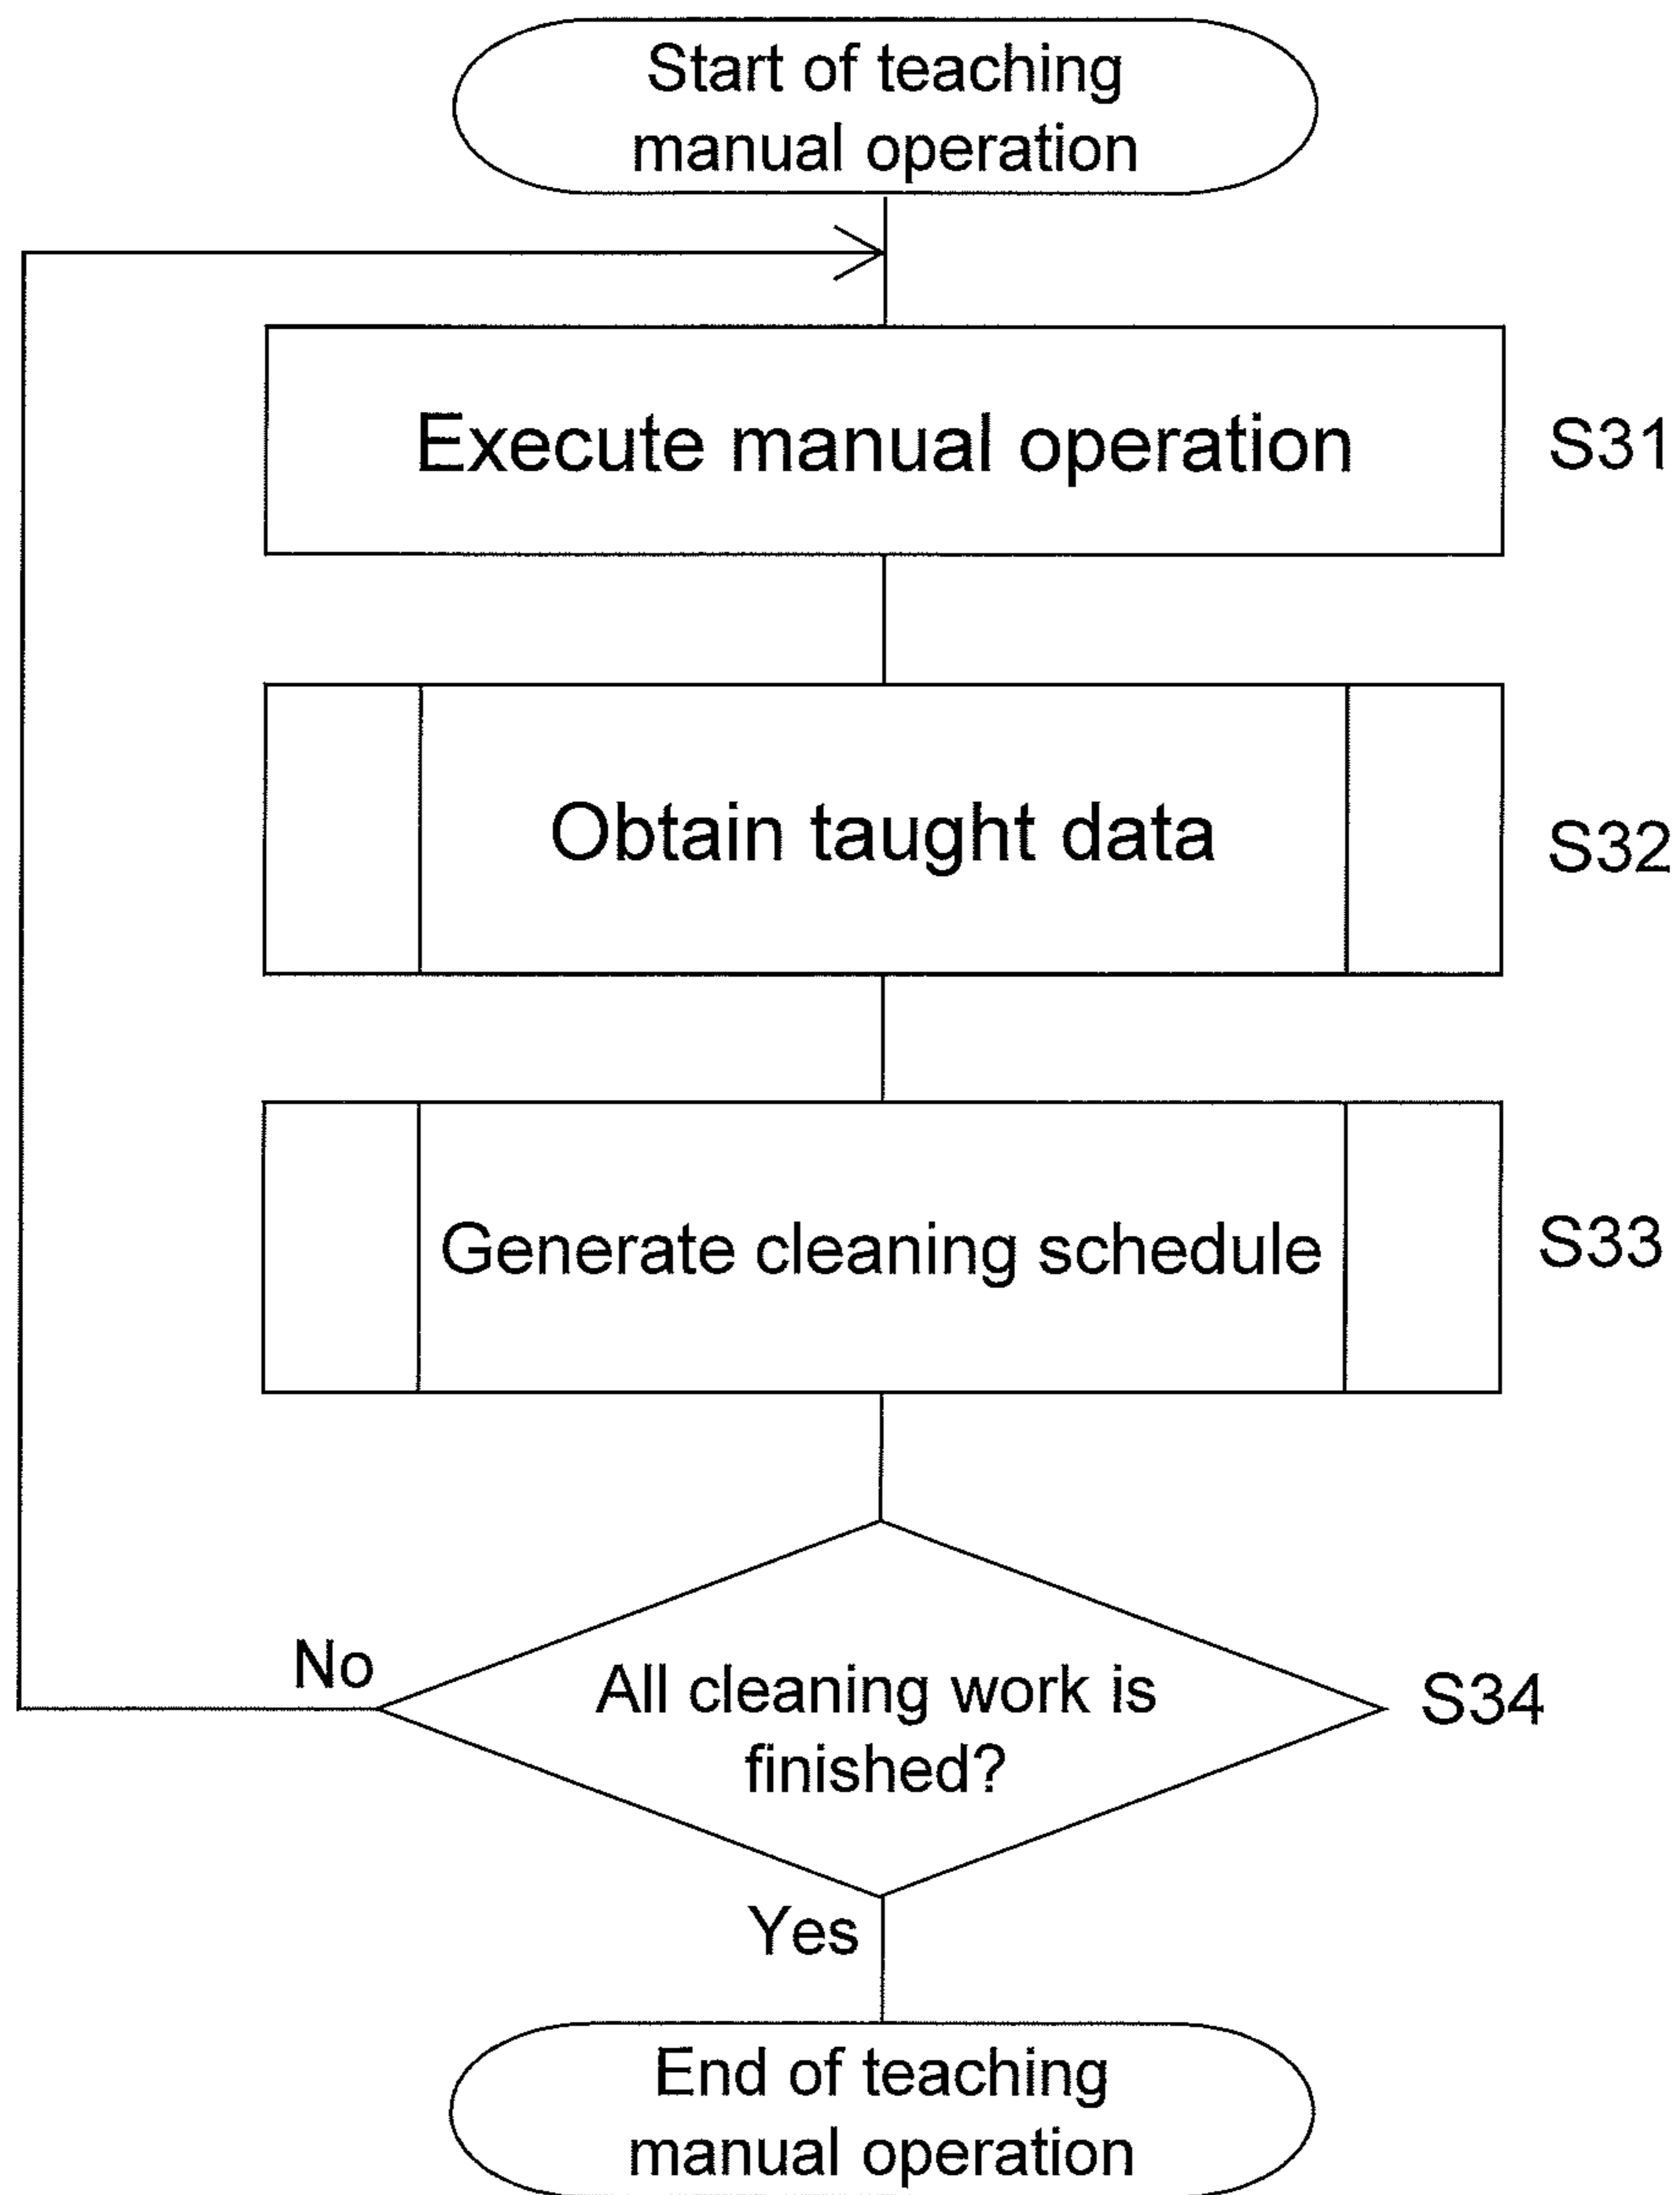 Start of teaching
manual operation
Execute manual operation
S31
Obtain taught data
S32
Generate cleaning schedule
S33
No
All cleaning work is
finished?
S34
Yes
End of teaching
manual operation